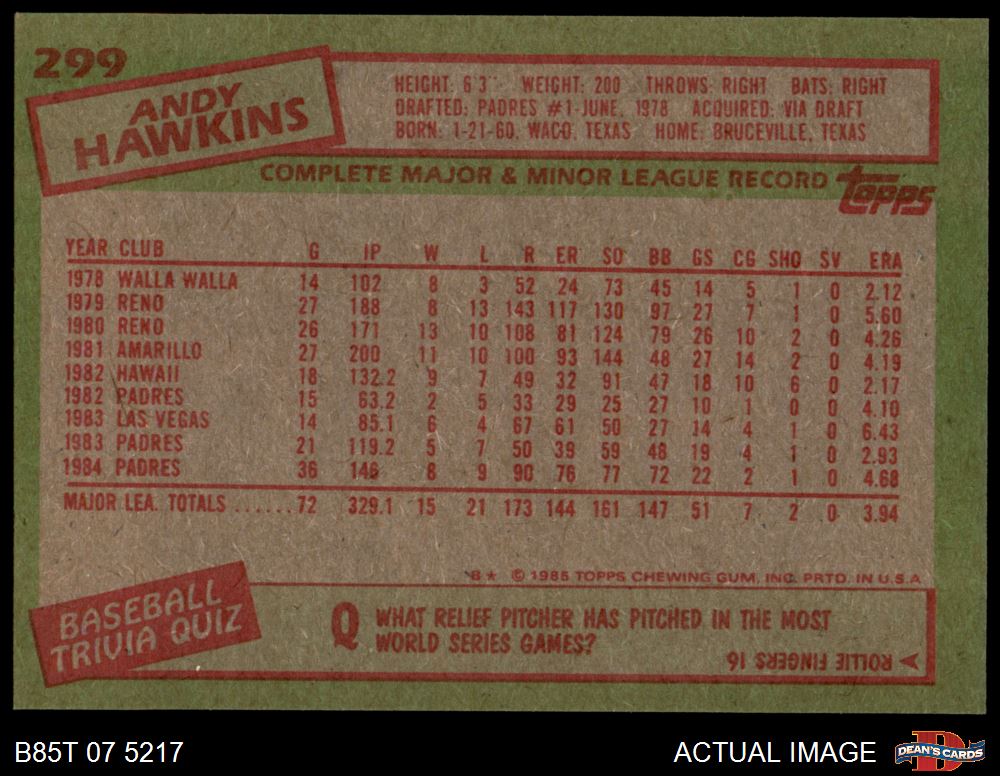 299
ANDY
HAWKINS
HEIGHT: 6'3" WEIGHT: 200 THROWS: RIGHT BATS: RIGHT
DRAFTED: PADRES #1-JUNE, 1978 ACQUIRED: VIA DRAFT
BORN: 1-21-60, WACO, TEXAS HOME: BRUCEVILLE, TEXAS
COMPLETE MAJOR & MINOR LEAGUE RECORD topps
YEAR CLUB G IP W L R ER SO BB GS CG SHO SV ERA
1978 WALLA WALLA 14 102 8 3 52 24 73 45 14 5 1 0 2.12
1979 RENO 27 188 8 13 143 117 130 97 27 7 1 0 5.60
1980 RENO 26 171 13 10 108 81 124 79 26 10 2 0 4.26
1981 AMARILLO 27 200 11 10 100 93 144 48 27 14 2 0 4.19
1982 HAWAII 18 132.2 9 7 49 32 91 47 18 10 6 0 2.17
1982 PADRES 15 63.2 2 5 33 29 25 27 10 1 0 0 4.10
1983 LAS VEGAS 14 85.1 6 4 67 61 50 27 14 4 1 0 6.43
1983 PADRES 21 119.2 5 7 50 39 59 48 19 4 1 0 2.93
1984 PADRES 36 146 8 9 90 76 77 72 22 2 1 0 4.68
MAJOR LEA. TOTALS ......72 329.1 15 21 173 144 161 147 51 7 2 0 3.94
B★ © 1985 TOPPS CHEWING GUM, INC. PRTD. IN U.S.A.
BASEBALL
TRIVIA QUIZ
Q WHAT RELIEF PITCHER HAS PITCHED IN THE MOST
WORLD SERIES GAMES?
A ROLLIE FINGERS 16
B85T 07 5217
ACTUAL IMAGE
D
DEAN'S CARDS